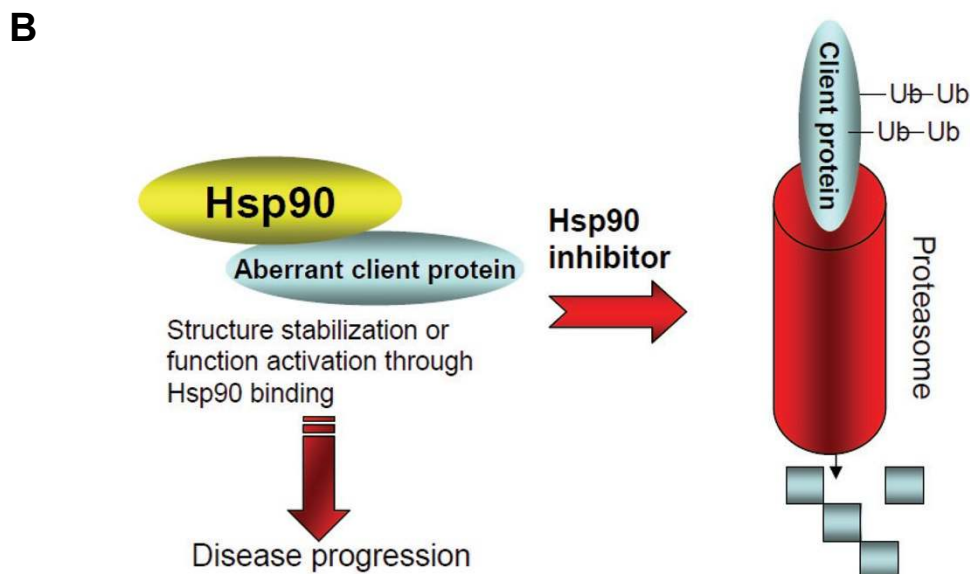 B
Hsp90
Aberrant client protein
Structure stabilization or
function activation through
Hsp90 binding
Disease progression
Hsp90
inhibitor
Client protein
Ub Ub
Ub Ub
Proteasome